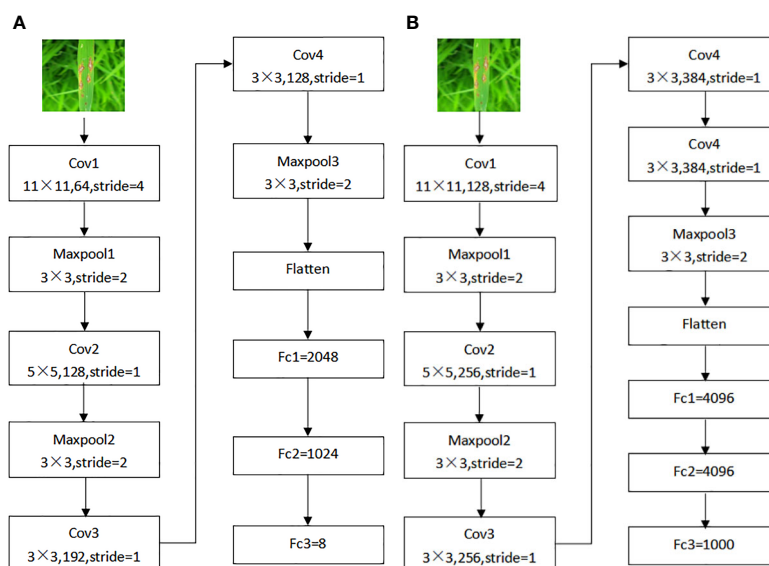 A
Cov1
11×11,64,stride=4
Maxpool1
3×3,stride=2
Cov2
5×5,128,stride=1
Maxpool2
3×3,stride=2
Cov3
3×3,192,stride=1
Cov4
3×3,128,stride=1
Maxpool3
3×3,stride=2
Flatten
Fc1=2048
Fc2=1024
Fc3=8
B
Cov1
11×11,128,stride=4
Maxpool1
3×3,stride=2
Cov2
5×5,256,stride=1
Maxpool2
3×3,stride=2
Cov3
3×3,256,stride=1
Cov4
3×3,384,stride=1
Cov4
3×3,384,stride=1
Maxpool3
3×3,stride=2
Flatten
Fc1=4096
Fc2=4096
Fc3=1000